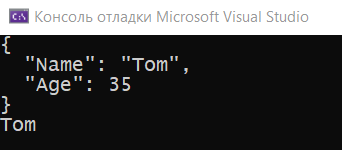 Консоль отладки Microsoft Visual Studio
{
  "Name": "Tom",
  "Age": 35
}
Tom